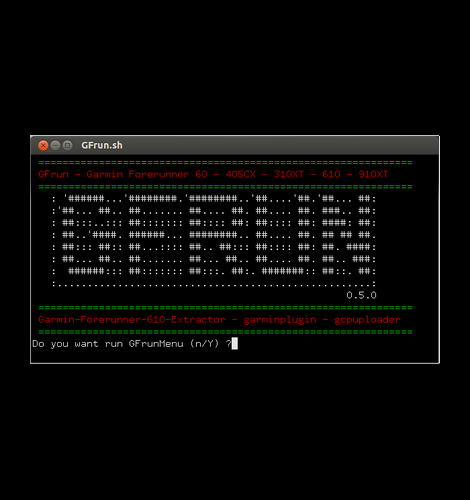 GFrun.sh
GFrun - Garmin Forerunner 60 - 405CX - 310XT - 610 - 910XT
GFRUN
0.5.0
Garmin-Forerunner-610-Extractor - garminplugin - gcpuploader
Do you want run GFrunMenu (n/Y) ?